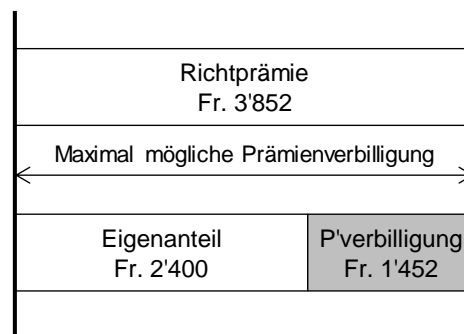 Richtprämie
Fr. 3'852
Maximal mögliche Prämienverbilligung
Eigenanteil
Fr. 2'400
P'verbilligung
Fr. 1'452